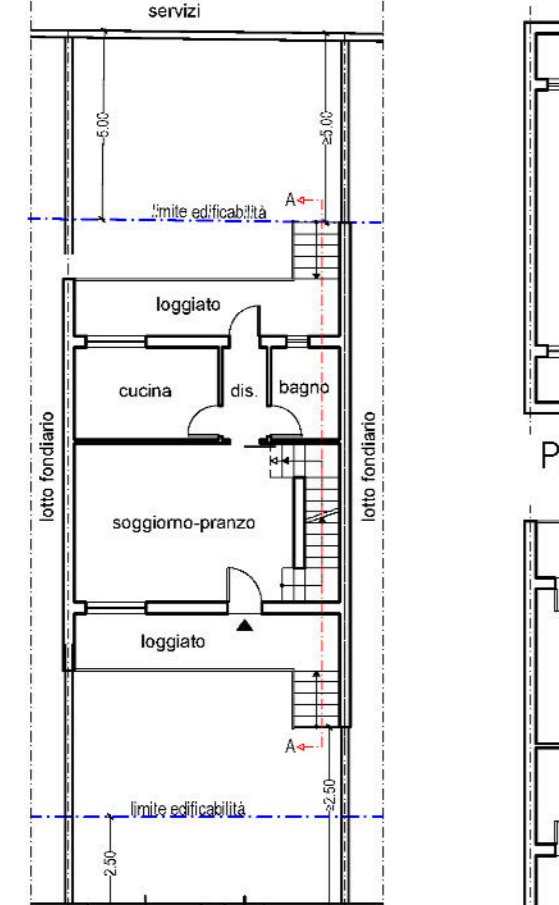 servizi
5.00
≥5.00
A
limite edificabilità
loggiato
cucina
dis.
bagno
lotto fondiario
lotto fondiario
soggiorno-pranzo
loggiato
A
limite edificabilità
≥2.50
2.50
P